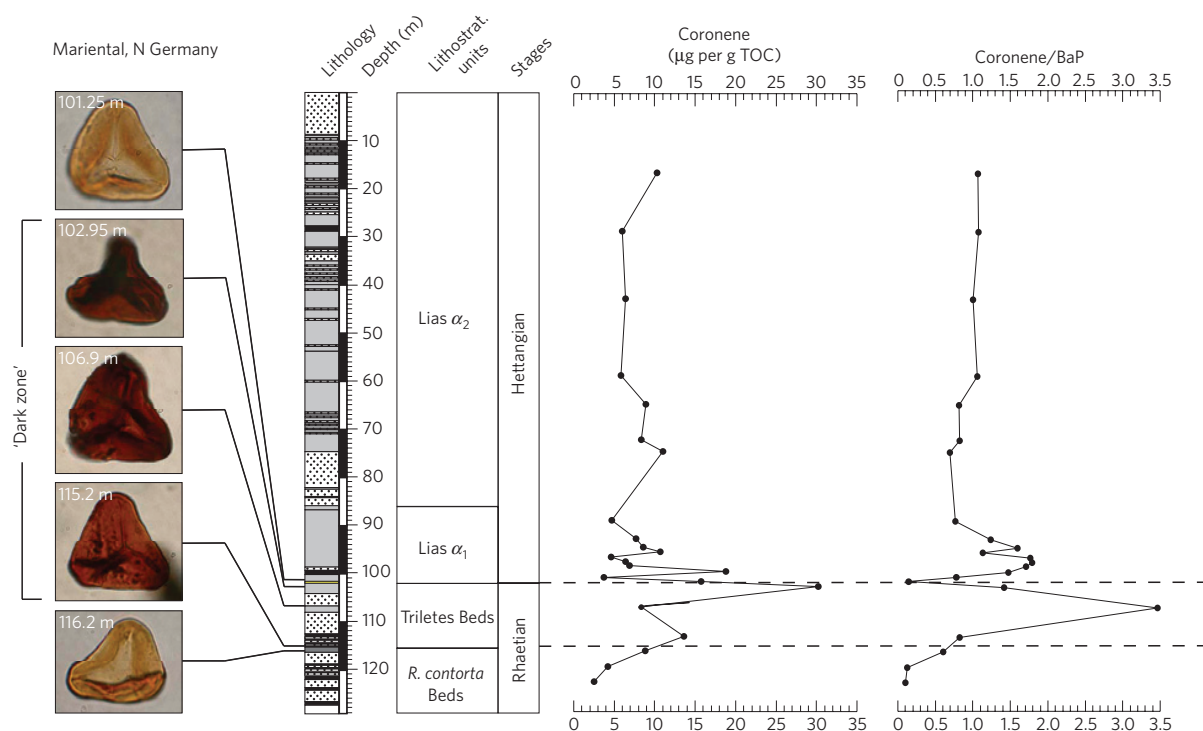 Mariental, N Germany
Lithology
Depth (m)
Lithostrat.
units
Stages
Coronene
(µg per g TOC)
Coronene/BaP
0 5 10 15 20 25 30 35
0 0.5 1.0 1.5 2.0 2.5 3.0 3.5
101.25 m
102.95 m
106.9 m
115.2 m
116.2 m
'Dark zone'
10
20
30
40
50
60
70
80
90
100
110
120
Lias α2
Lias α1
Triletes Beds
R. contorta
Beds
Hettangian
Rhaetian
0 5 10 15 20 25 30 35
0 0.5 1.0 1.5 2.0 2.5 3.0 3.5